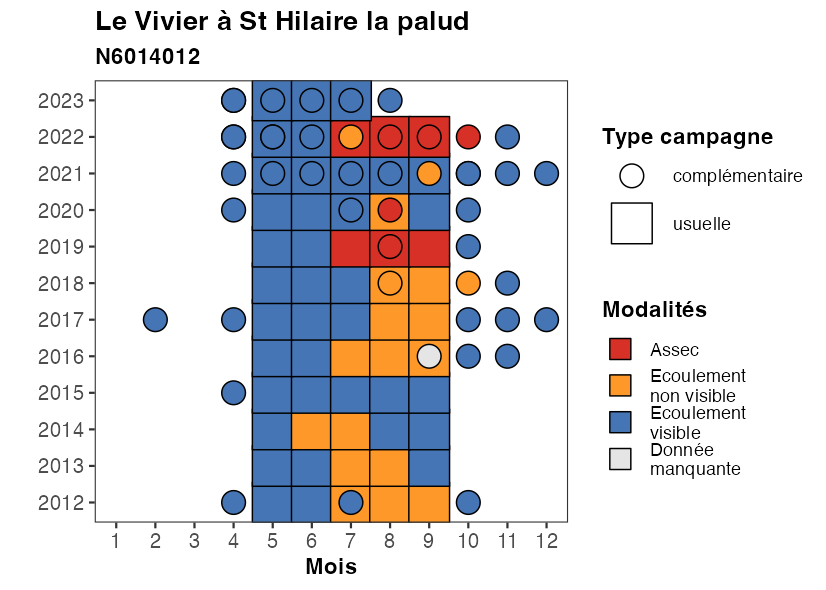 Le Vivier à St Hilaire la palud
N6014012
2023
2022
2021
2020
2019
2018
2017
2016
2015
2014
2013
2012
1 2 3 4 5 6 7 8 9 10 11 12
Mois
Type campagne
complémentaire
usuelle
Modalités
Assec
Ecoulement
non visible
Ecoulement
visible
Donnée
manquante